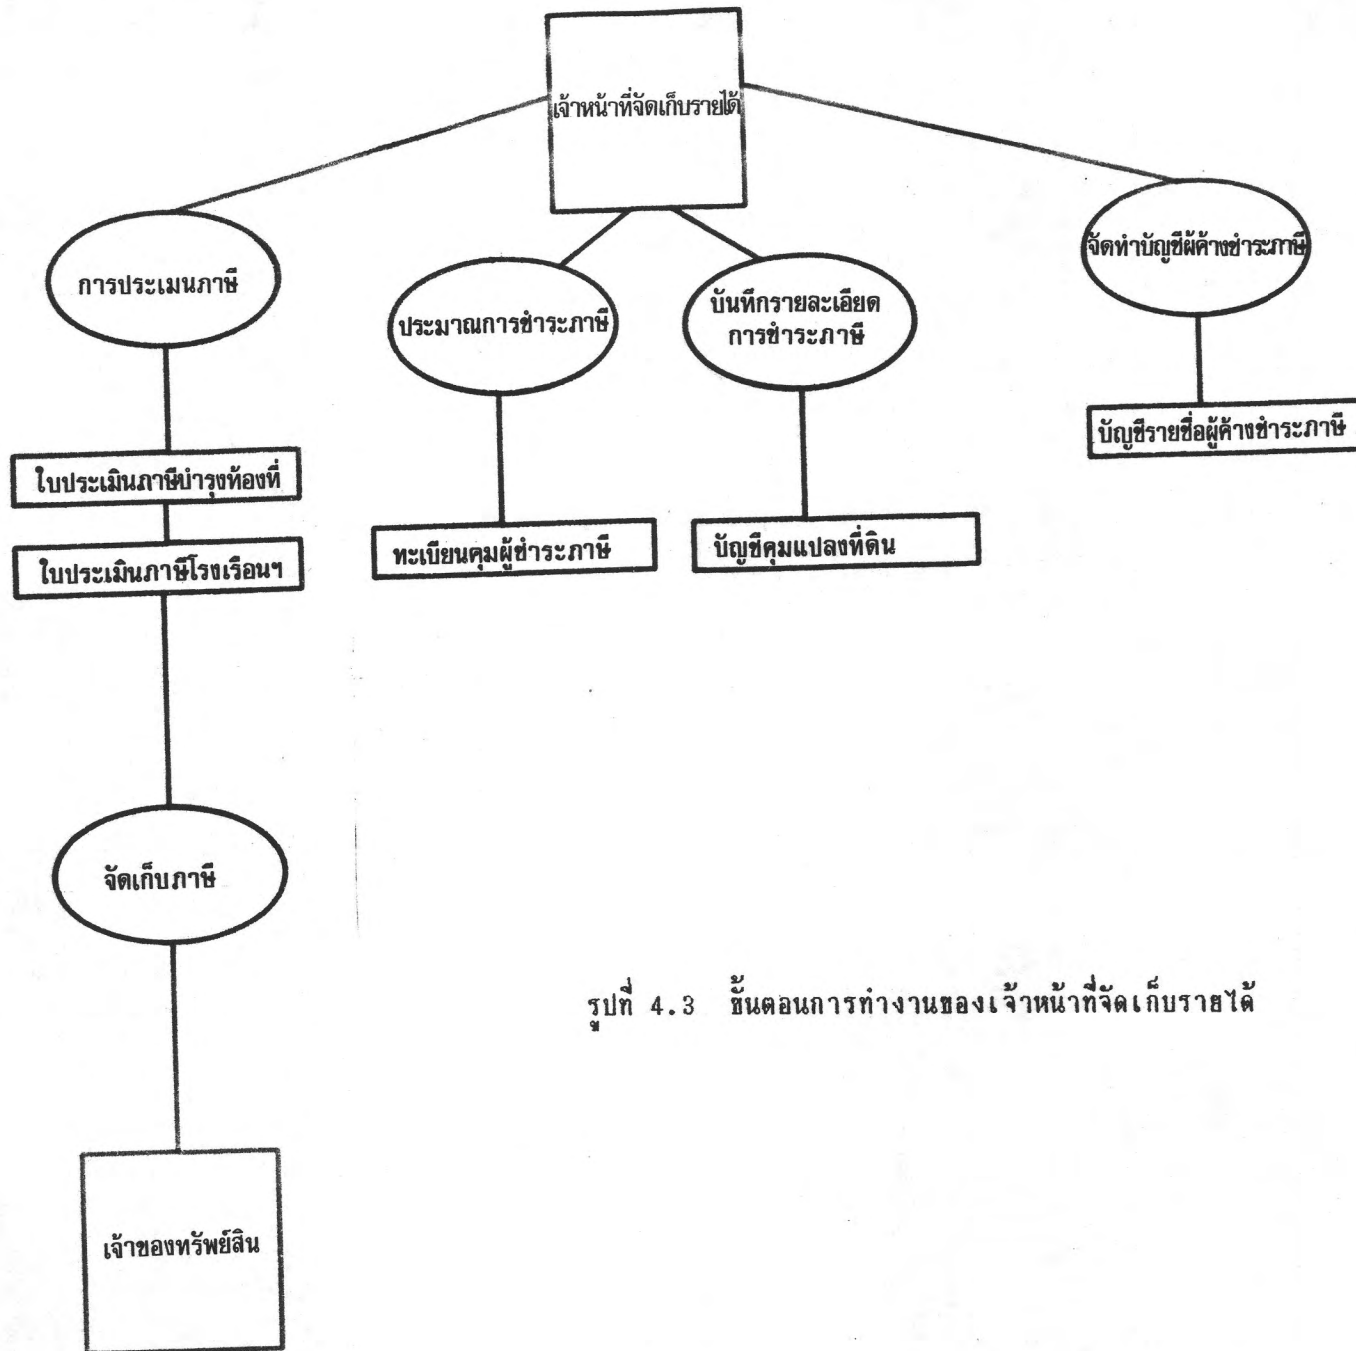 เจ้าหน้าที่จัดเก็บรายได้
การประเมนภาษี
ประมาณการชำระภาษี
บันทึกรายละเอียด
การชำระภาษี
จัดทำบัญชีผู้ค้างชำระภาษี
ใบประเมินภาษีบำรุงท้องที่
ใบประเมินภาษีโรงเรือนฯ
ทะเบียนคุมผู้ชำระภาษี
บัญชีคุมแปลงที่ดิน
บัญชีรายชื่อผู้ค้างชำระภาษี
จัดเก็บภาษี
รูปที่ 4.3 ขั้นตอนการทำงานของเจ้าหน้าที่จัดเก็บรายได้
เจ้าของทรัพย์สิน